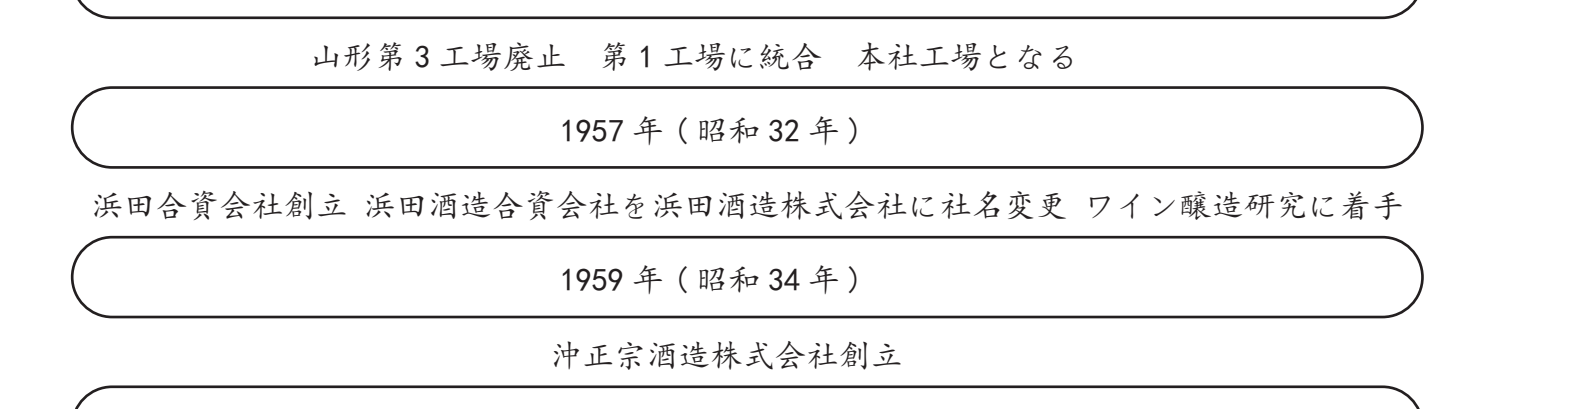 山形第3工場廃止　第1工場に統合　本社工場となる
1957年(昭和32年)
浜田合資会社創立 浜田酒造合資会社を浜田酒造株式会社に社名変更 ワイン醸造研究に着手
1959年(昭和34年)
沖正宗酒造株式会社創立